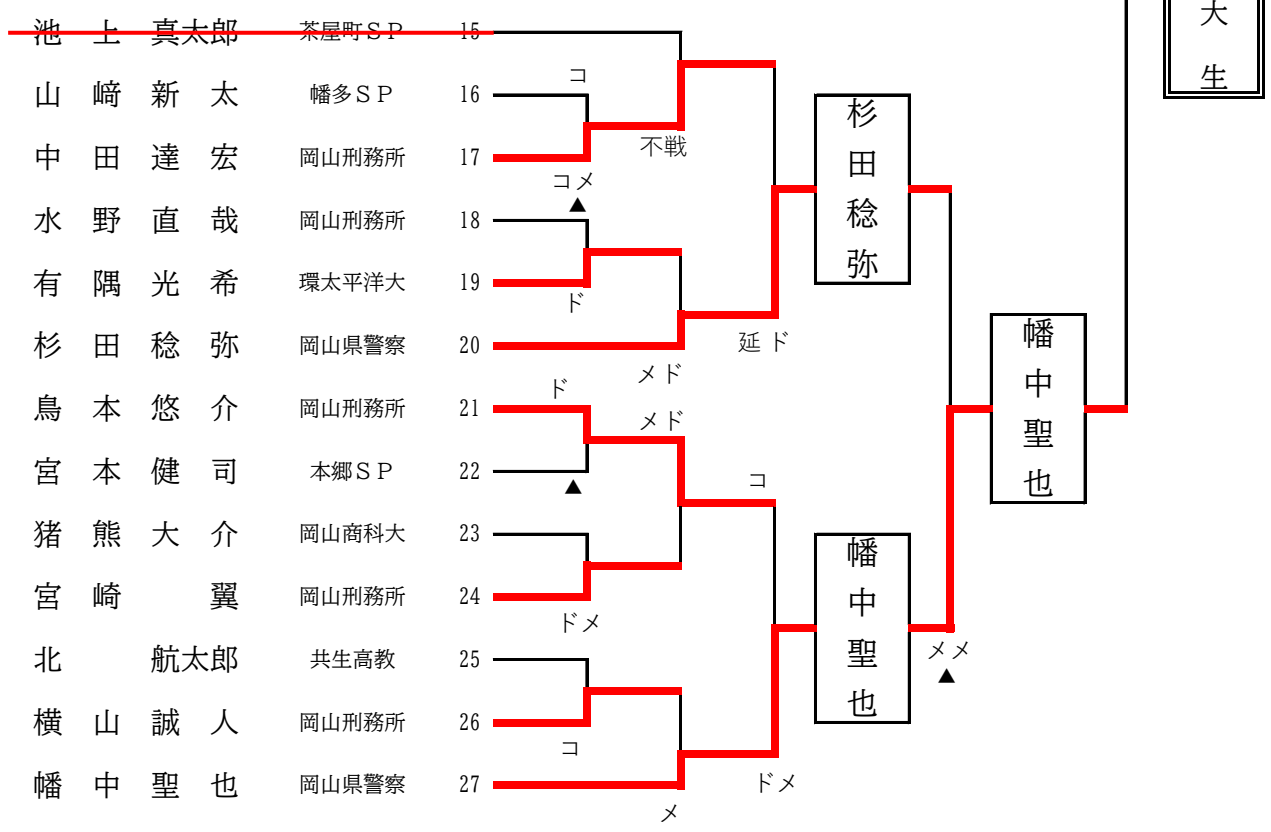 大生
池上真太郎 茶屋町ＳＰ 15
コ
山﨑新太 幡多ＳＰ 16
杉田稔弥
不戦
中田達宏 岡山刑務所 17
コメ
▲
水野直哉 岡山刑務所 18
有隅光希 環太平洋大 19
ド
杉田稔弥 岡山県警察 20
延ド
メド
幡中聖也
ド
鳥本悠介 岡山刑務所 21
メド
宮本健司 本郷ＳＰ 22
▲
コ
猪熊大介 岡山商科大 23
幡中聖也
宮崎翼 岡山刑務所 24
ドメ
北航太郎 共生高教 25
メメ
▲
横山誠人 岡山刑務所 26
コ
幡中聖也 岡山県警察 27
ドメ
メ